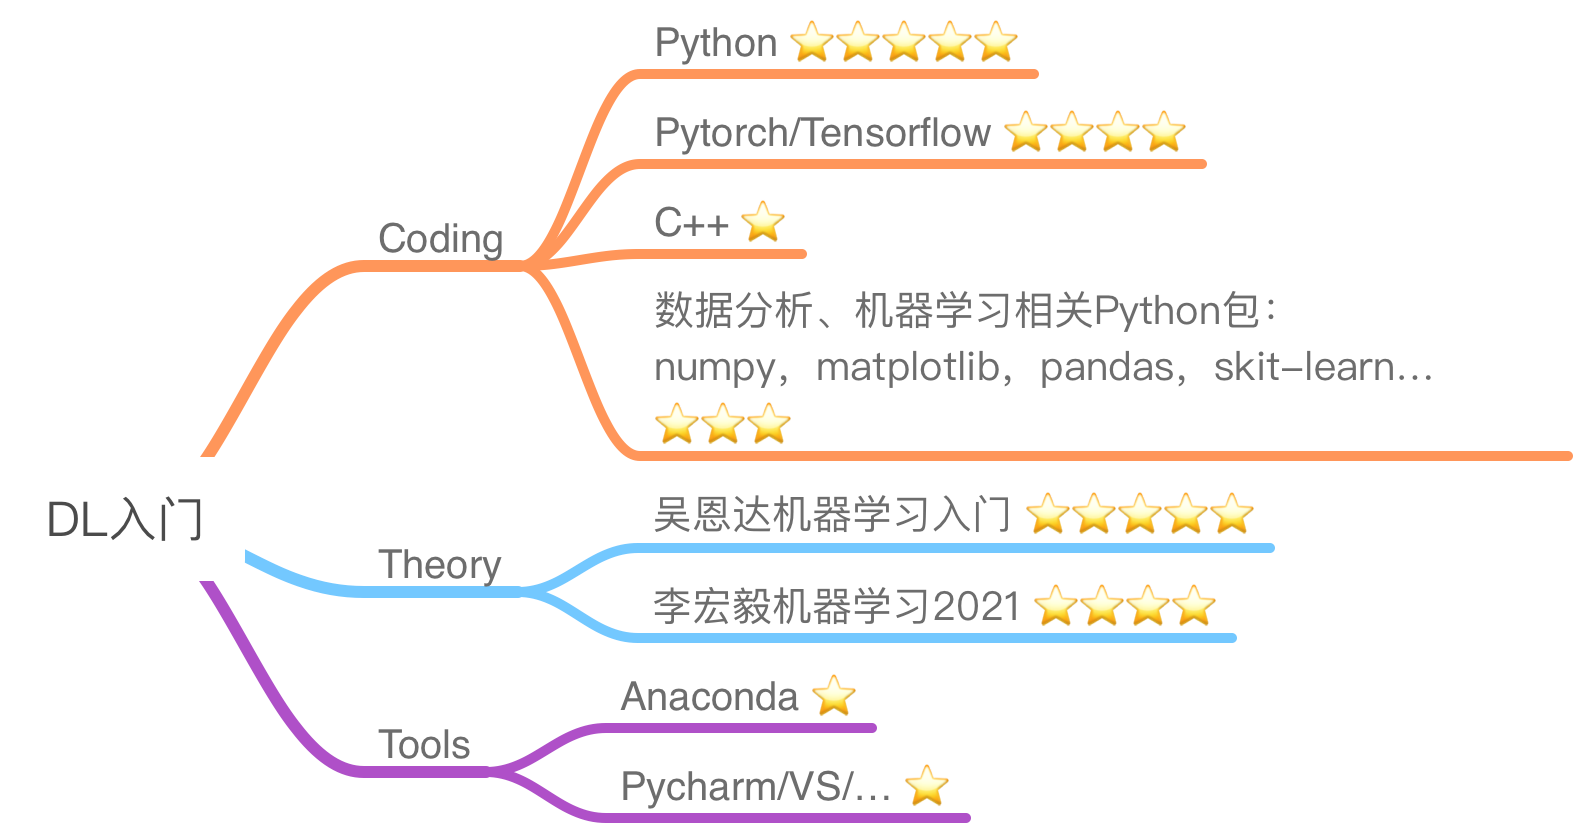 Python ⭐⭐⭐⭐⭐
Pytorch/Tensorflow ⭐⭐⭐⭐
C++ ⭐
Coding
数据分析、机器学习相关Python包：
numpy，matplotlib，pandas，skit-learn...
⭐⭐⭐
DL入门
吴恩达机器学习入门 ⭐⭐⭐⭐⭐
Theory
李宏毅机器学习2021 ⭐⭐⭐⭐
Anaconda ⭐
Tools
Pycharm/VS/... ⭐